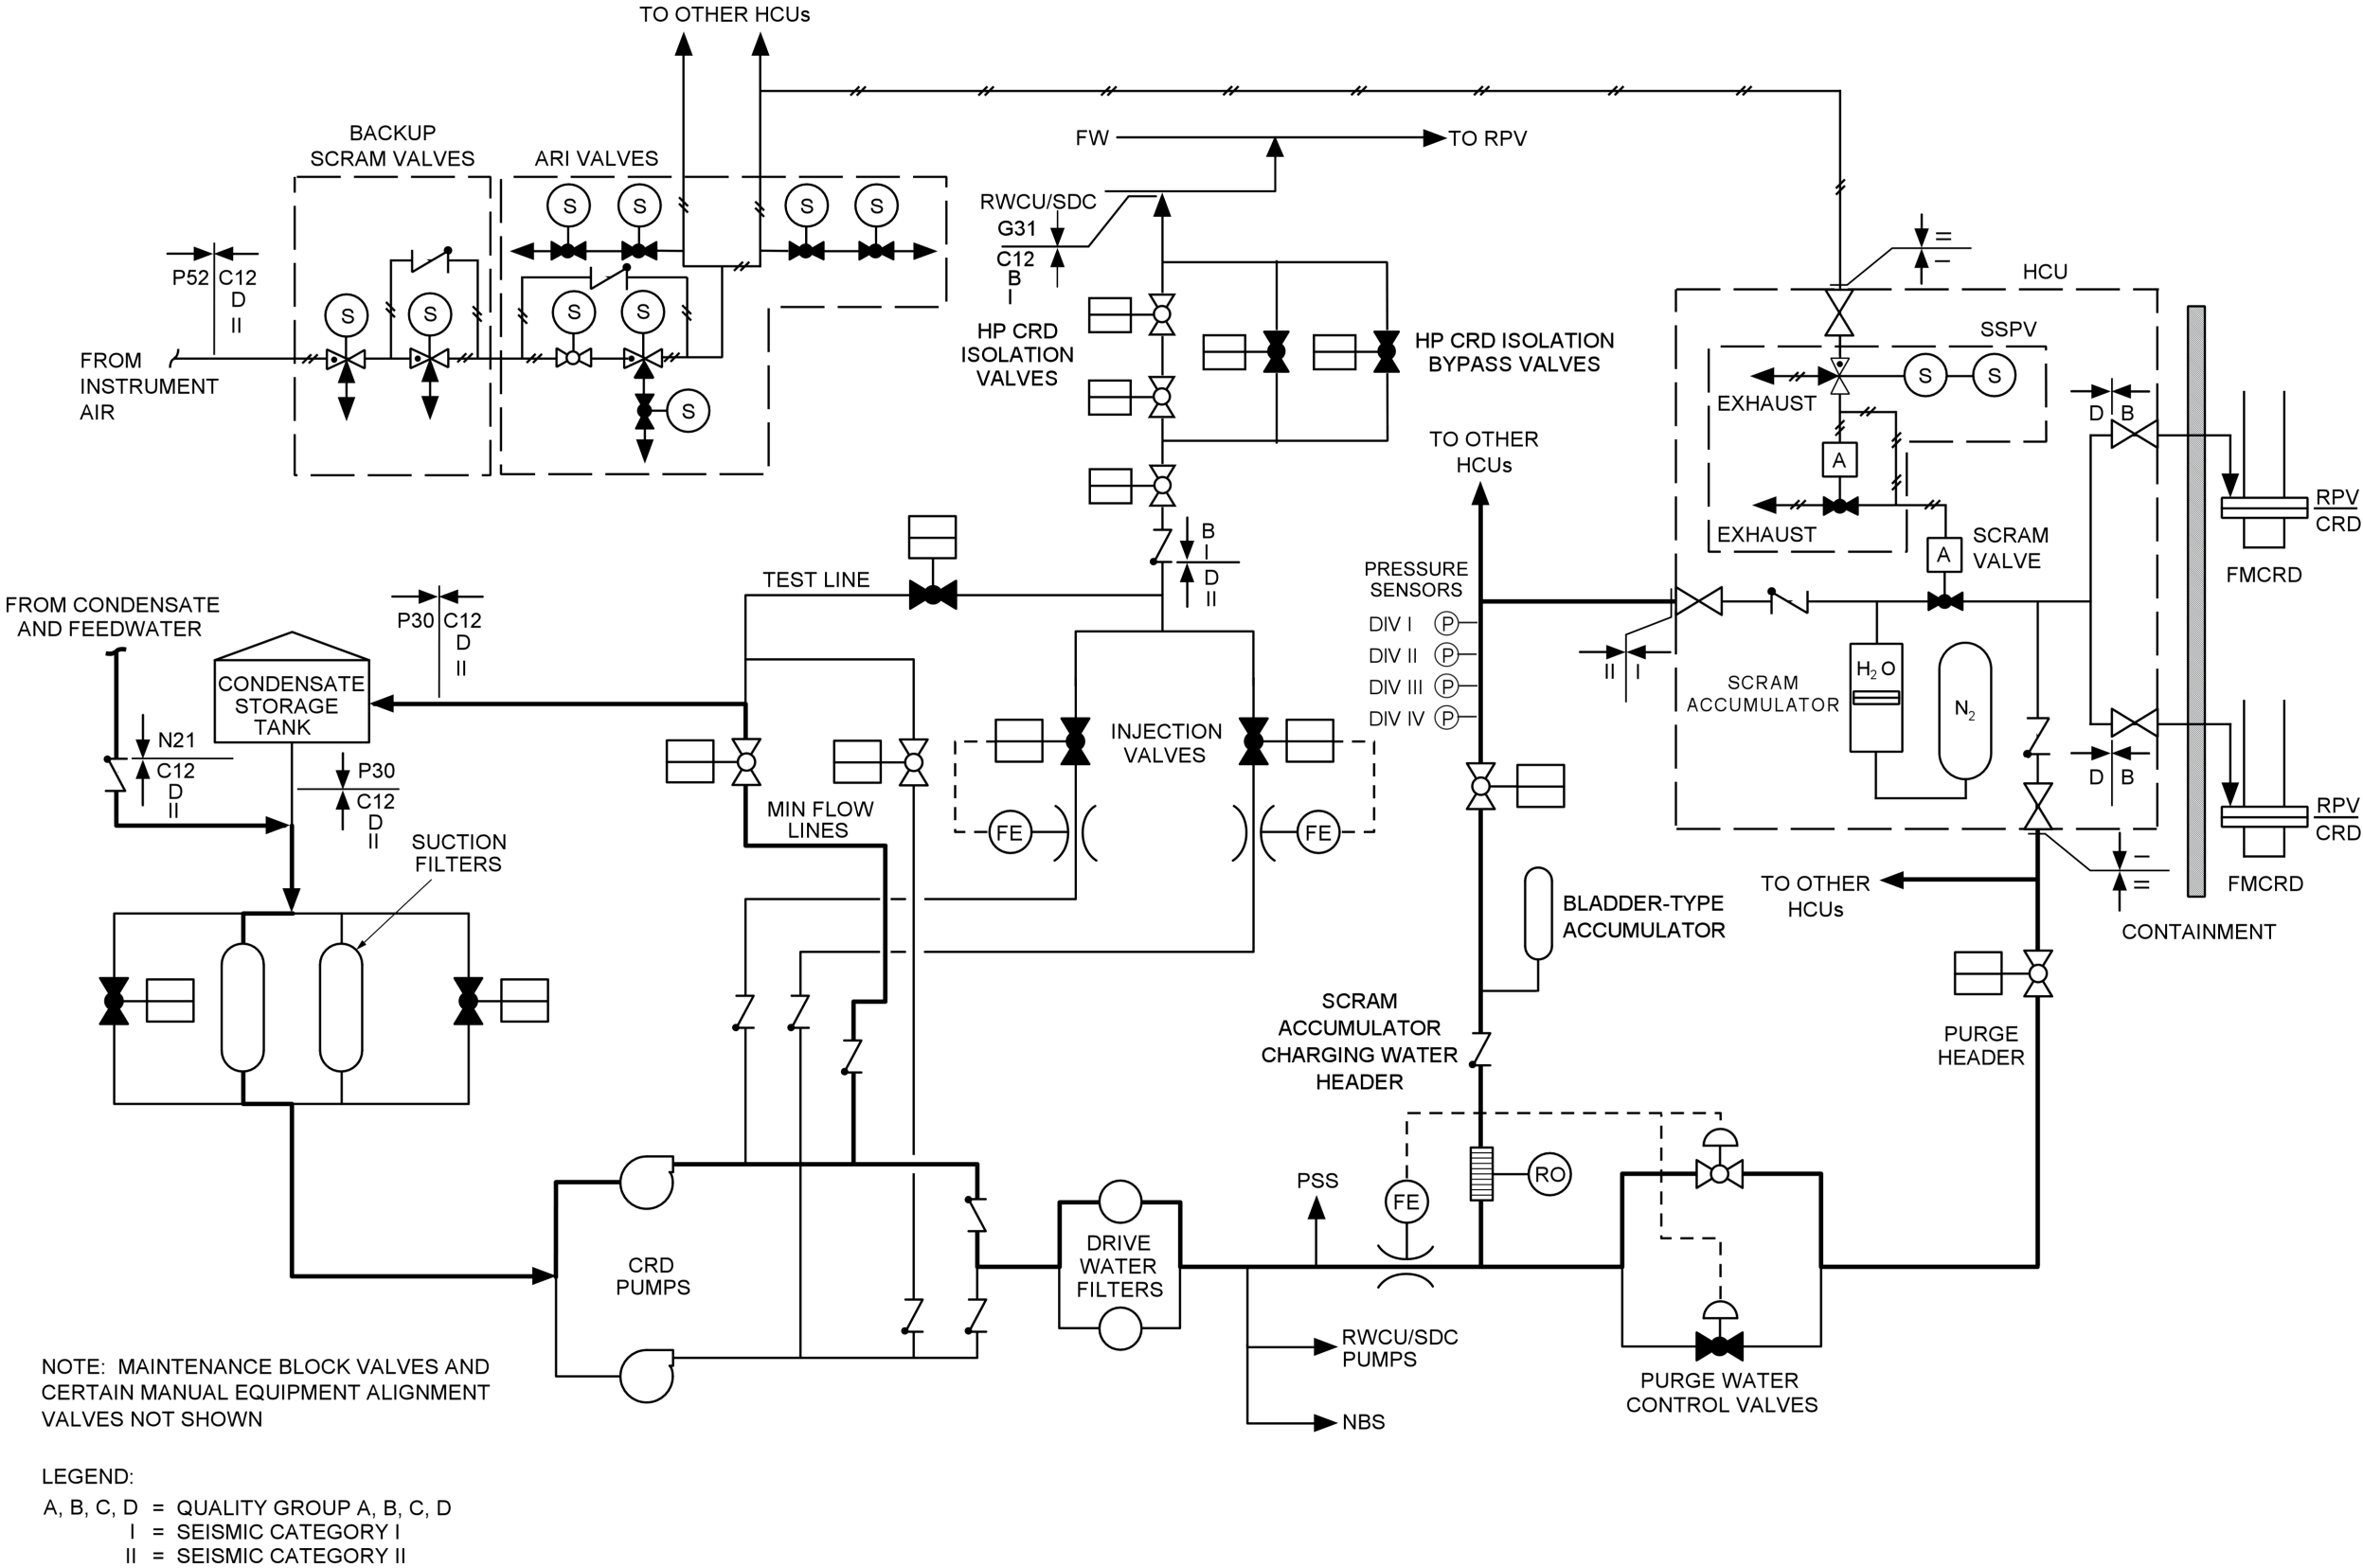 TO OTHER HCUs
BACKUP
SCRAM VALVES
ARI VALVES
S
S
S
S
S
S
S
S
S
P52
C12
D
II
FROM
INSTRUMENT
AIR
FW
TO RPV
RWCU/SDC
G31
C12
B
I
HP CRD
ISOLATION
VALVES
HP CRD ISOLATION
BYPASS VALVES
II
I
HCU
SSPV
S
S
EXHAUST
A
EXHAUST
A
SCRAM
VALVE
D
B
RPV
CRD
FMCRD
TO OTHER
HCUs
B
I
D
II
TEST LINE
PRESSURE
SENSORS
DIV I
P
DIV II
P
DIV III
P
DIV IV
P
II
I
SCRAM
ACCUMULATOR
H2O
N2
D
B
RPV
CRD
FMCRD
I
II
TO OTHER
HCUs
CONTAINMENT
FROM CONDENSATE
AND FEEDWATER
P30
C12
D
II
CONDENSATE
STORAGE
TANK
N21
C12
D
II
P30
C12
D
II
SUCTION
FILTERS
MIN FLOW
LINES
INJECTION
VALVES
FE
FE
BLADDER-TYPE
ACCUMULATOR
SCRAM
ACCUMULATOR
CHARGING WATER
HEADER
PURGE
HEADER
CRD
PUMPS
DRIVE
WATER
FILTERS
PSS
FE
RO
RWCU/SDC
PUMPS
NBS
PURGE WATER
CONTROL VALVES
NOTE: MAINTENANCE BLOCK VALVES AND
CERTAIN MANUAL EQUIPMENT ALIGNMENT
VALVES NOT SHOWN
LEGEND:
A, B, C, D = QUALITY GROUP A, B, C, D
I = SEISMIC CATEGORY I
II = SEISMIC CATEGORY II